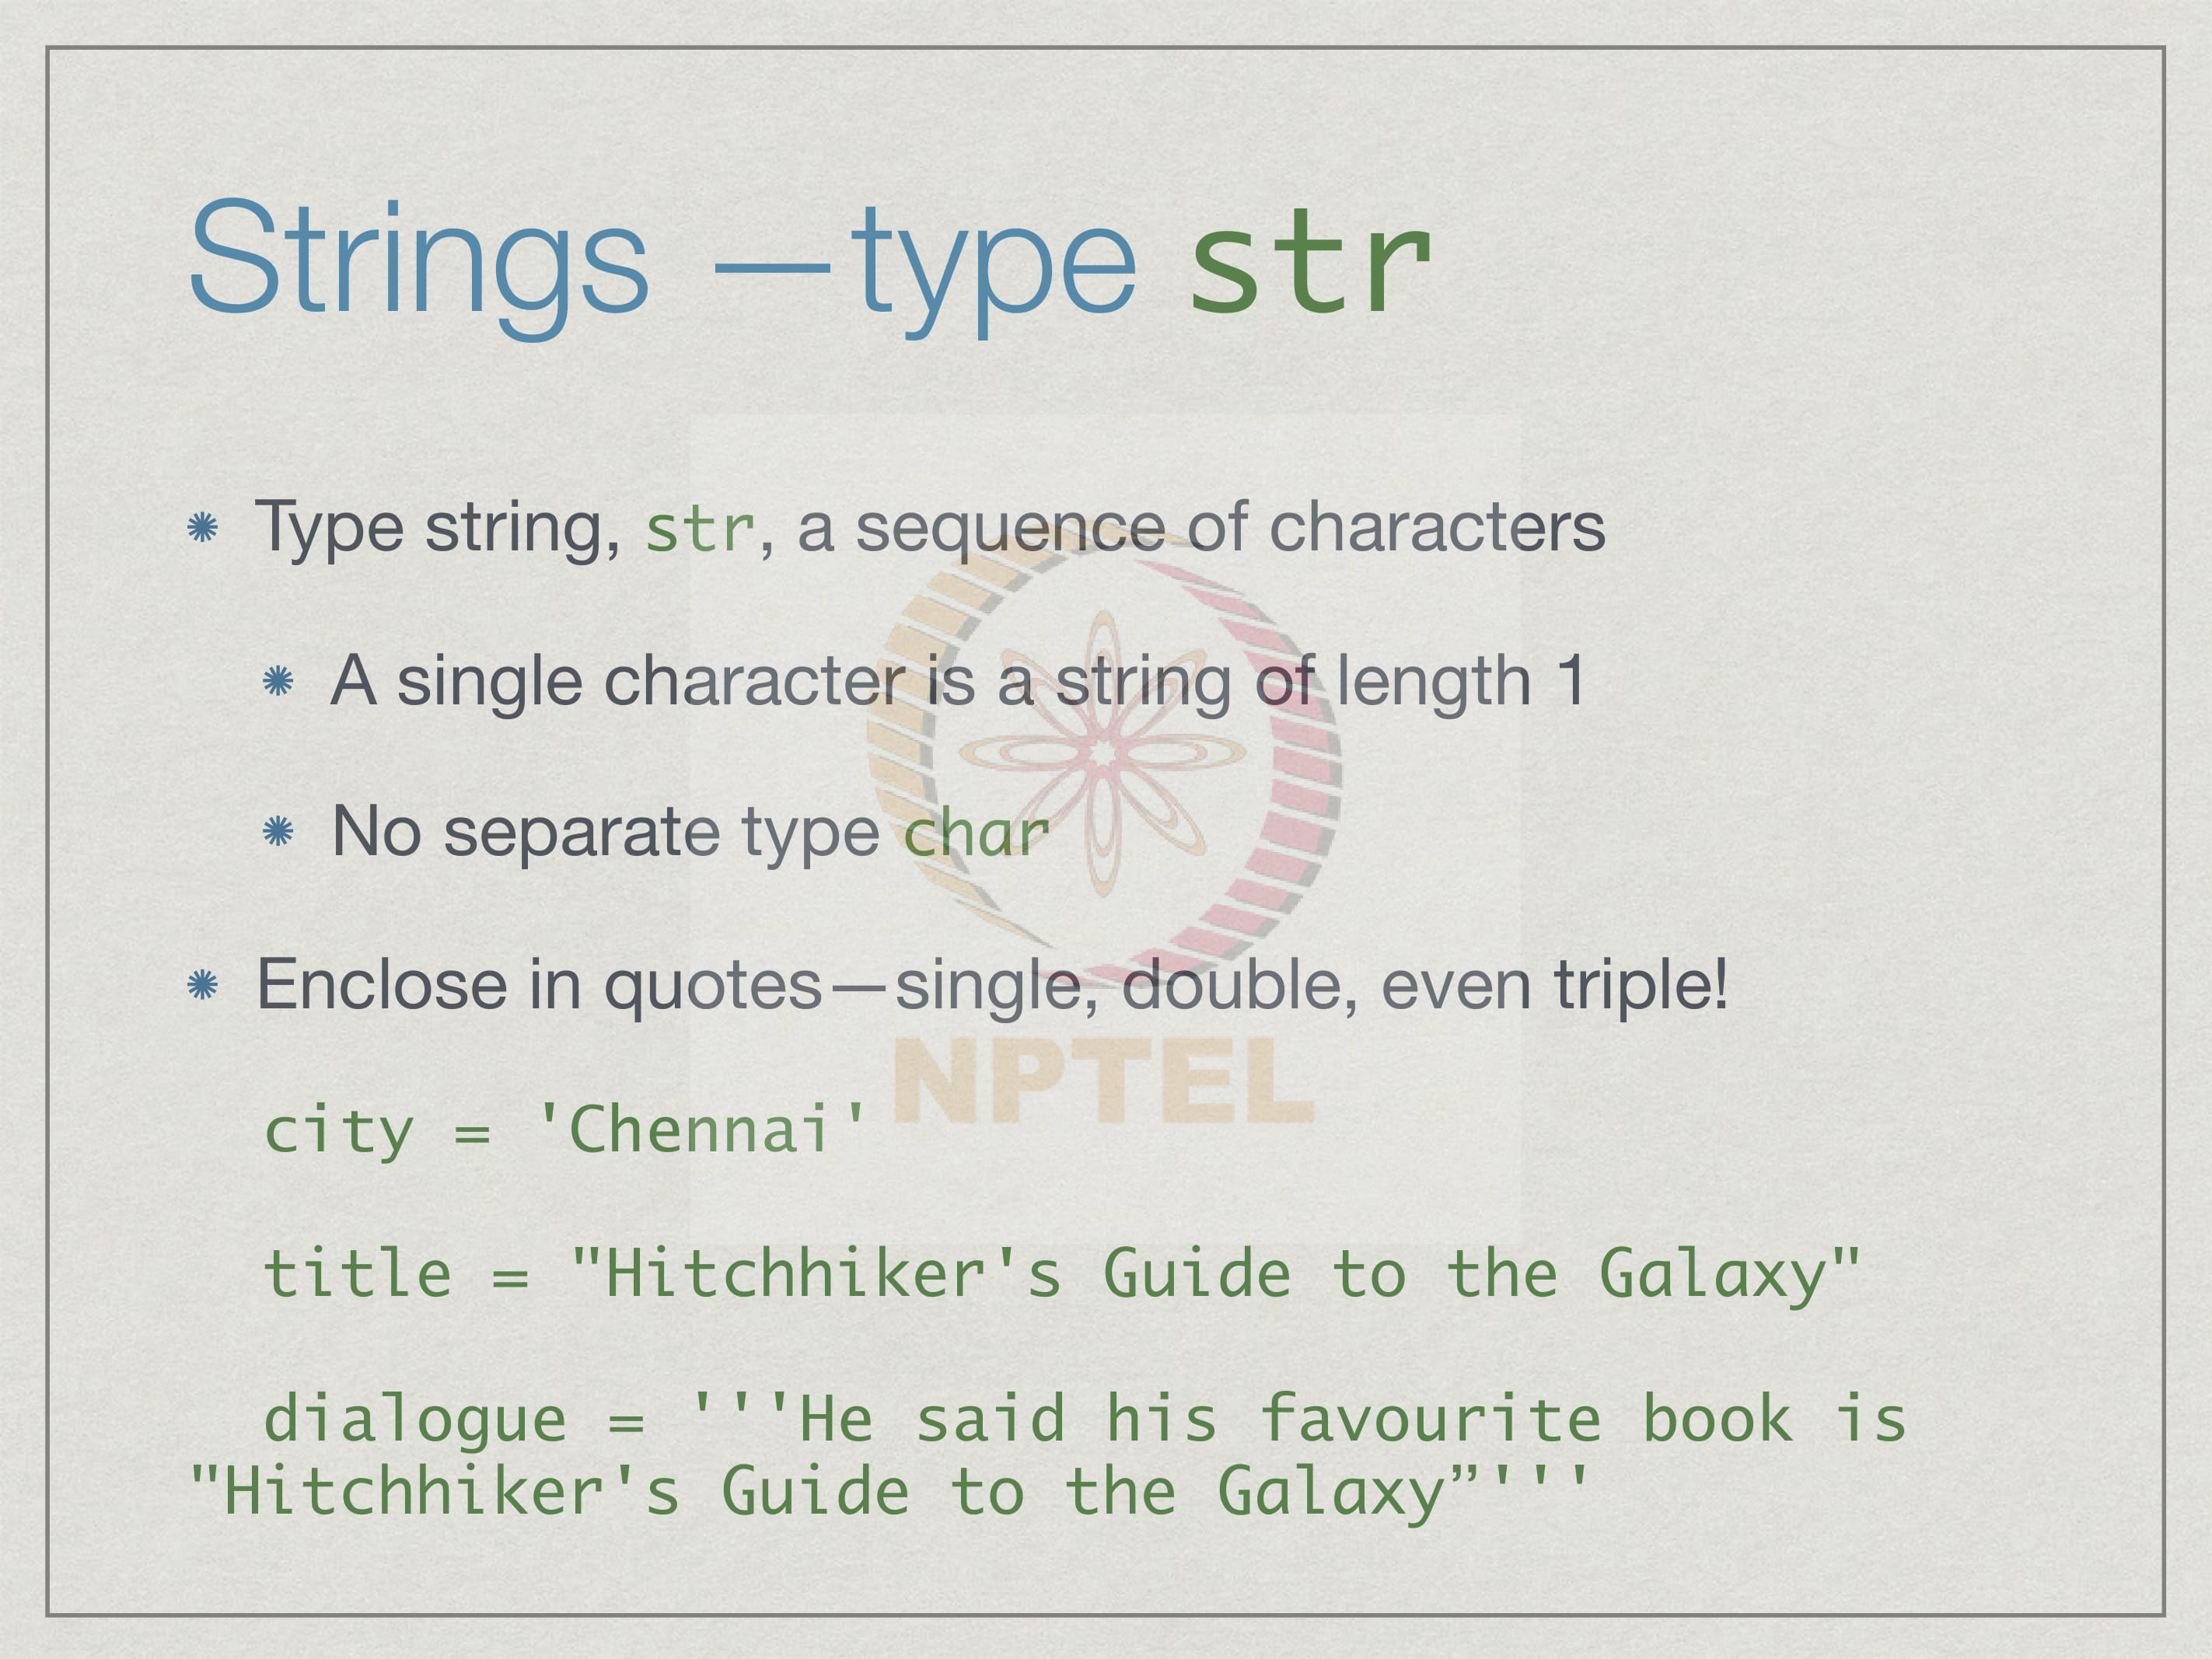 Strings — type str
Type string, str, a sequence of characters
A single character is a string of length 1
No separate type char
Enclose in quotes—single, double, even triple!
NPTEL
city = 'Chennai'
title = "Hitchhiker's Guide to the Galaxy"
dialogue = '''He said his favourite book is
"Hitchhiker's Guide to the Galaxy”'''